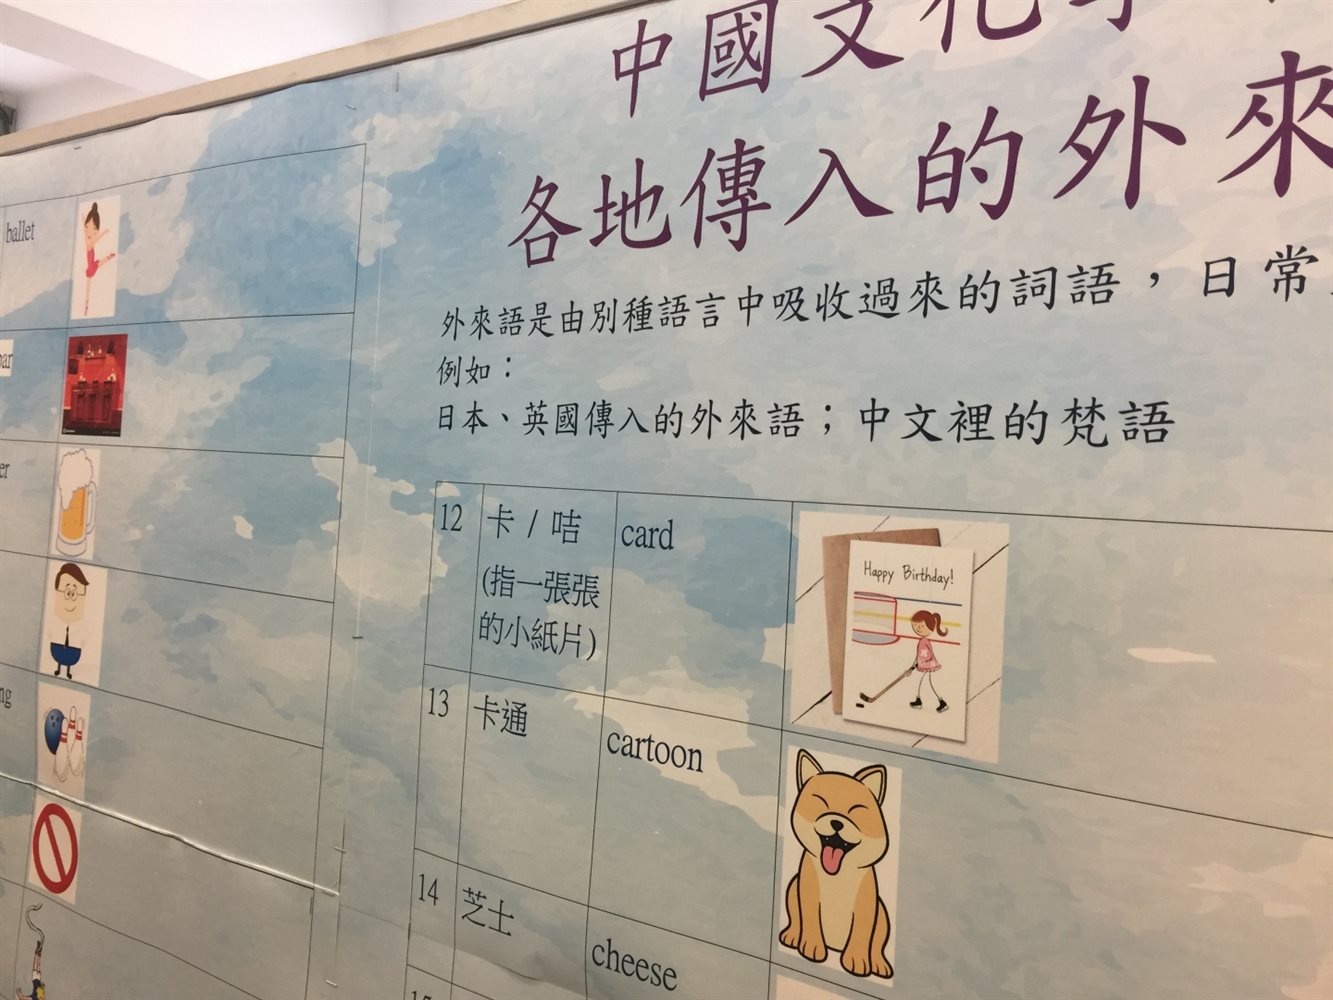 中國文化
各地傳入的外來
外來語是由別種語言中吸收過來的詞語，日常
例如：
日本、英國傳入的外來語；中文裡的梵語
ballet
12 卡 / 咭 card
(指一張張
的小紙片)
Happy Birthday!
13 卡通 cartoon
14 芝士 cheese